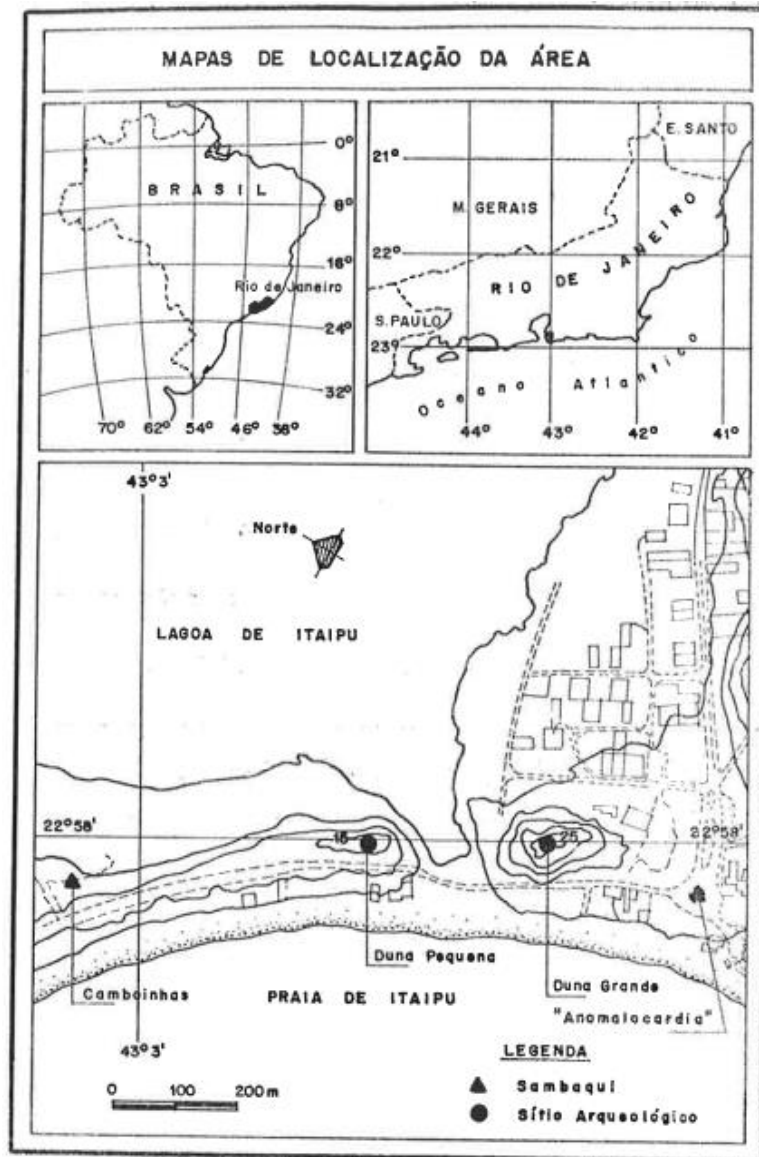 MAPAS DE LOCALIZAÇÃO DA ÁREA
BRASIL
Rio de Janeiro
0°
8°
16°
24°
32°
70° 62° 54° 46° 38°
E. SANTO
21°
M. GERAIS
22°
RIO DE JANEIRO
S. PAULO
23°
Oceano Atlantico
44° 43° 42° 41°
43°3'
Norte
LAGOA DE ITAIPU
22°58'
15
25
22°58'
Duna Pequena
Camboinhas
PRAIA DE ITAIPU
Duna Grande
"Anomalocardia"
43°3'
LEGENDA
0 100 200m
Sambaqui
Sítio Arqueológico